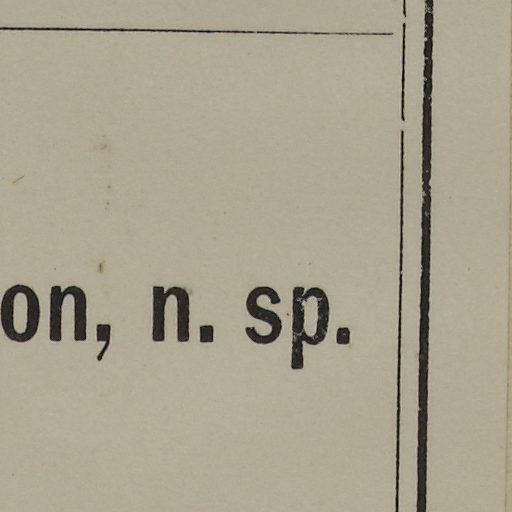 on, n. sp.